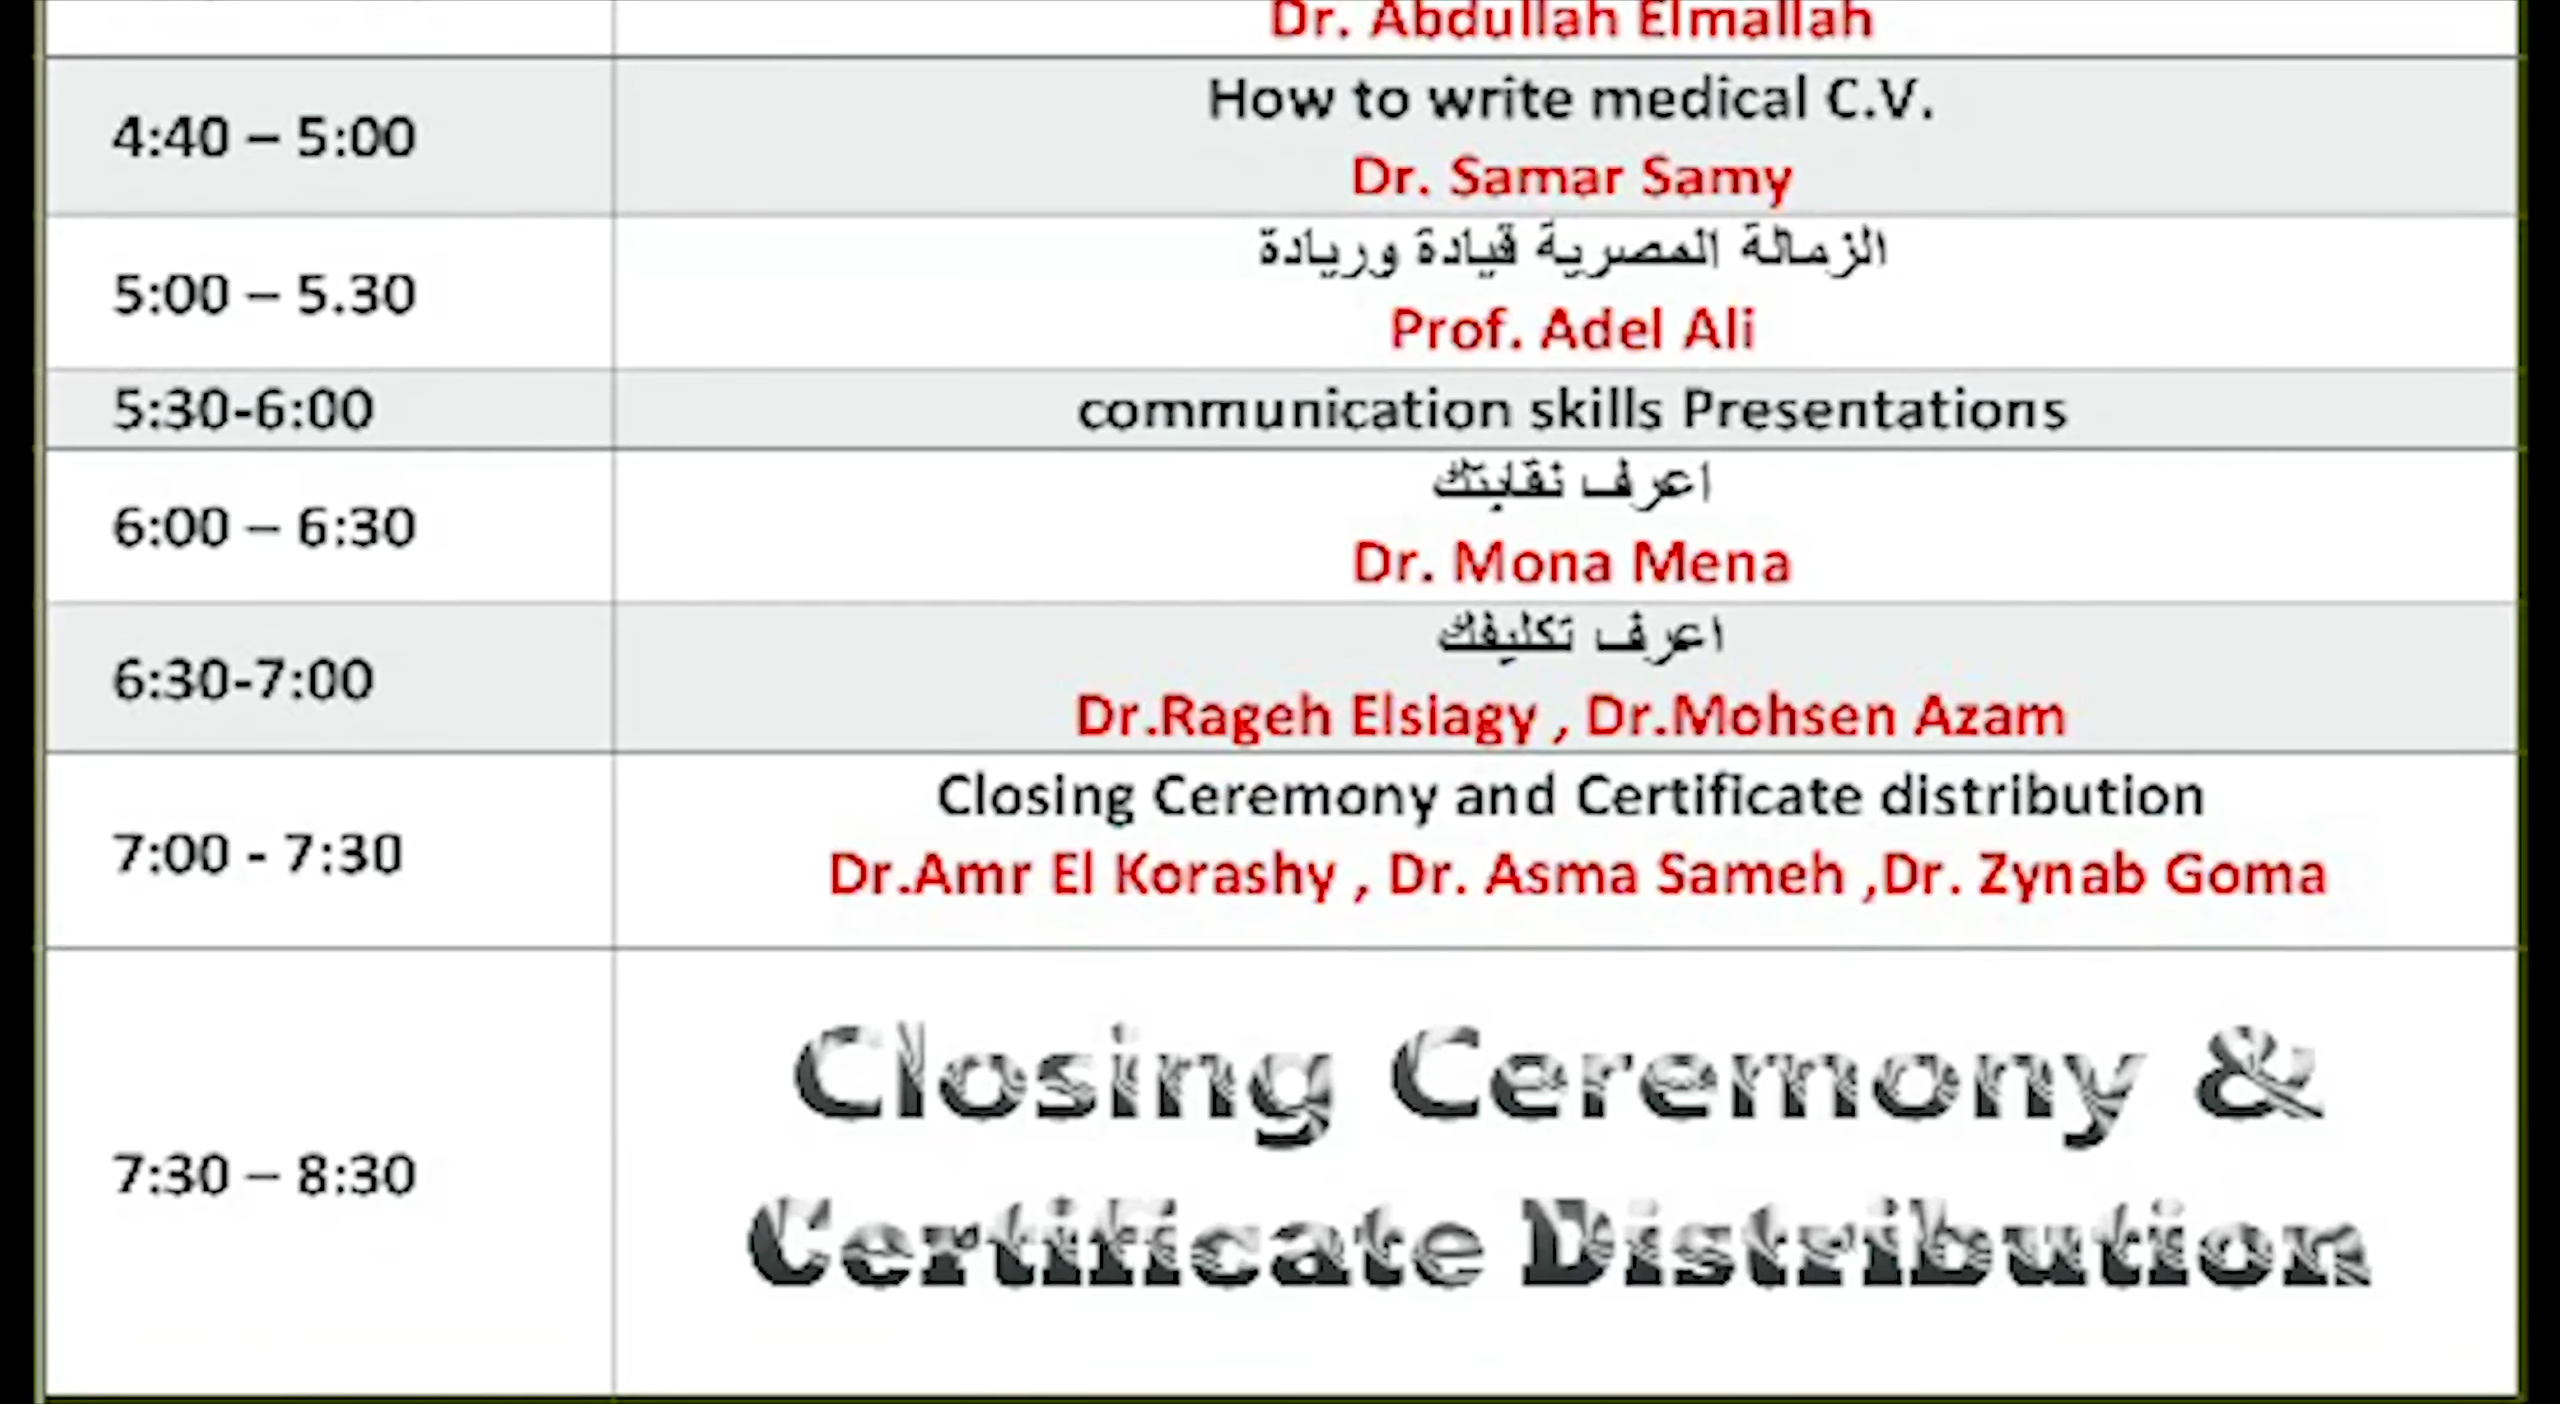 Dr. Abdullah Elmallah
4:40 – 5:00
How to write medical C.V.
Dr. Samar Samy
5:00 – 5.30
الزمالة المصرية قيادة وريادة
Prof. Adel Ali
5:30-6:00
communication skills Presentations
6:00 – 6:30
اعرف نقابتك
Dr. Mona Mena
6:30-7:00
اعرف تكليفك
Dr.Rageh Elsiagy , Dr.Mohsen Azam
7:00 - 7:30
Closing Ceremony and Certificate distribution
Dr.Amr El Korashy , Dr. Asma Sameh ,Dr. Zynab Goma
7:30 – 8:30
Closing Ceremony &
Certificate Distribution